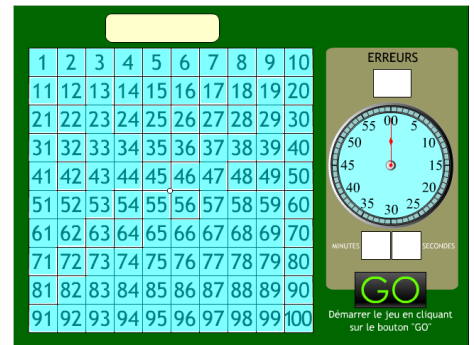 1 2 3 4 5 6 7 8 9 10
11 12 13 14 15 16 17 18 19 20
21 22 23 24 25 26 27 28 29 30
31 32 33 34 35 36 37 38 39 40
41 42 43 44 45 46 47 48 49 50
51 52 53 54 55 56 57 58 59 60
61 62 63 64 65 66 67 68 69 70
71 72 73 74 75 76 77 78 79 80
81 82 83 84 85 86 87 88 89 90
91 92 93 94 95 96 97 98 99 100
ERREURS
00
55 5
50 10
45 15
40 20
35 25
30
MINUTES SECONDES
GO
Démarrer le jeu en cliquant
sur le bouton "GO"